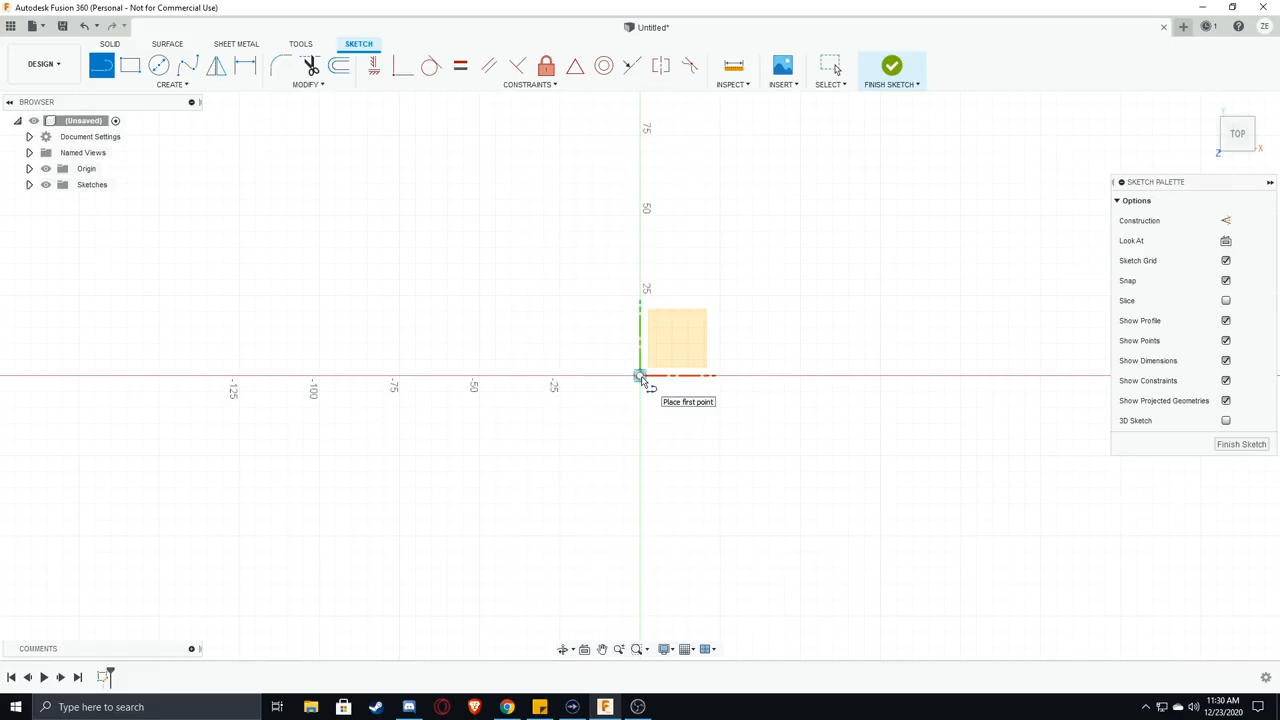 Autodesk Fusion 360 (Personal - Not for Commercial Use)
Untitled*
1
ZE
DESIGN
SOLID
SURFACE
SHEET METAL
TOOLS
SKETCH
CREATE
MODIFY
CONSTRAINTS
INSPECT
INSERT
SELECT
FINISH SKETCH
BROWSER
(Unsaved)
Document Settings
Named Views
Origin
Sketches
75
50
25
-125
-100
-75
-50
-25
Place first point
Y
TOP
X
Z
SKETCH PALETTE
Options
Construction
Look At
Sketch Grid
Snap
Slice
Show Profile
Show Points
Show Dimensions
Show Constraints
Show Projected Geometries
3D Sketch
Finish Sketch
COMMENTS
Type here to search
11:30 AM
12/23/2020